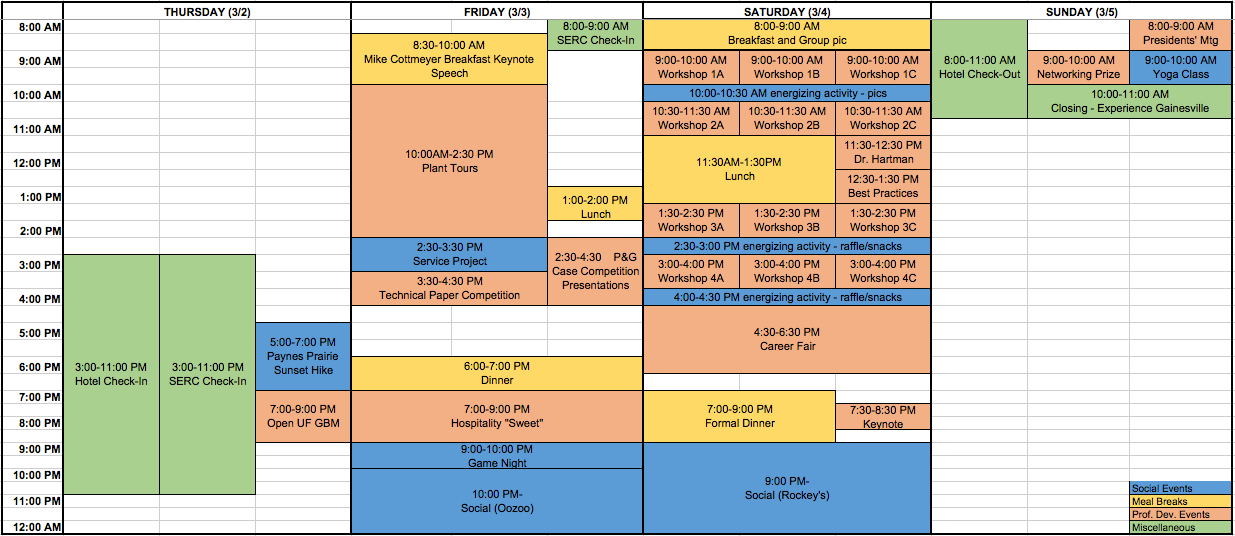 THURSDAY (3/2)
FRIDAY (3/3)
SATURDAY (3/4)
SUNDAY (3/5)
8:00 AM
9:00 AM
10:00 AM
11:00 AM
12:00 PM
1:00 PM
2:00 PM
3:00 PM
4:00 PM
5:00 PM
6:00 PM
7:00 PM
8:00 PM
9:00 PM
10:00 PM
11:00 PM
12:00 AM
3:00-11:00 PM
Hotel Check-In
3:00-11:00 PM
SERC Check-In
5:00-7:00 PM
Paynes Prairie
Sunset Hike
7:00-9:00 PM
Open UF GBM
8:00-9:00 AM
SERC Check-In
8:30-10:00 AM
Mike Cottmeyer Breakfast Keynote
Speech
10:00AM-2:30 PM
Plant Tours
1:00-2:00 PM
Lunch
2:30-3:30 PM
Service Project
2:30-4:30 P&G
Case Competition
Presentations
3:30-4:30 PM
Technical Paper Competition
6:00-7:00 PM
Dinner
7:00-9:00 PM
Hospitality "Sweet"
9:00-10:00 PM
Game Night
10:00 PM-
Social (Oozoo)
8:00-9:00 AM
Breakfast and Group pic
9:00-10:00 AM
Workshop 1A
9:00-10:00 AM
Workshop 1B
9:00-10:00 AM
Workshop 1C
10:00-10:30 AM energizing activity - pics
10:30-11:30 AM
Workshop 2A
10:30-11:30 AM
Workshop 2B
10:30-11:30 AM
Workshop 2C
11:30AM-1:30PM
Lunch
11:30-12:30 PM
Dr. Hartman
12:30-1:30 PM
Best Practices
1:30-2:30 PM
Workshop 3A
1:30-2:30 PM
Workshop 3B
1:30-2:30 PM
Workshop 3C
2:30-3:00 PM energizing activity - raffle/snacks
3:00-4:00 PM
Workshop 4A
3:00-4:00 PM
Workshop 4B
3:00-4:00 PM
Workshop 4C
4:00-4:30 PM energizing activity - raffle/snacks
4:30-6:30 PM
Career Fair
7:00-9:00 PM
Formal Dinner
7:30-8:30 PM
Keynote
9:00 PM-
Social (Rockey's)
8:00-11:00 AM
Hotel Check-Out
8:00-9:00 AM
Presidents' Mtg
9:00-10:00 AM
Networking Prize
9:00-10:00 AM
Yoga Class
10:00-11:00 AM
Closing - Experience Gainesville
Social Events
Meal Breaks
Prof. Dev. Events
Miscellaneous